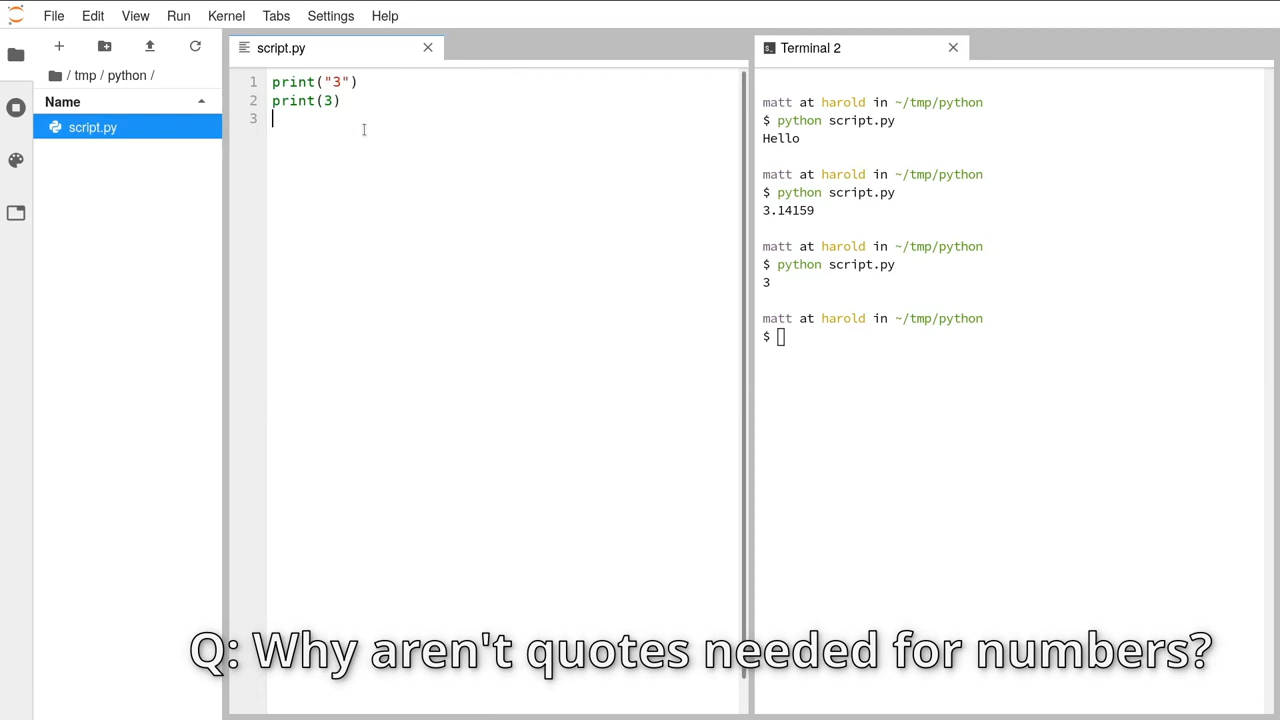 File Edit View Run Kernel Tabs Settings Help
/ tmp / python /
Name
script.py
script.py
1 print("3")
2 print(3)
3
Terminal 2
matt at harold in ~/tmp/python
$ python script.py
Hello
matt at harold in ~/tmp/python
$ python script.py
3.14159
matt at harold in ~/tmp/python
$ python script.py
3
matt at harold in ~/tmp/python
$
Q: Why aren't quotes needed for numbers?